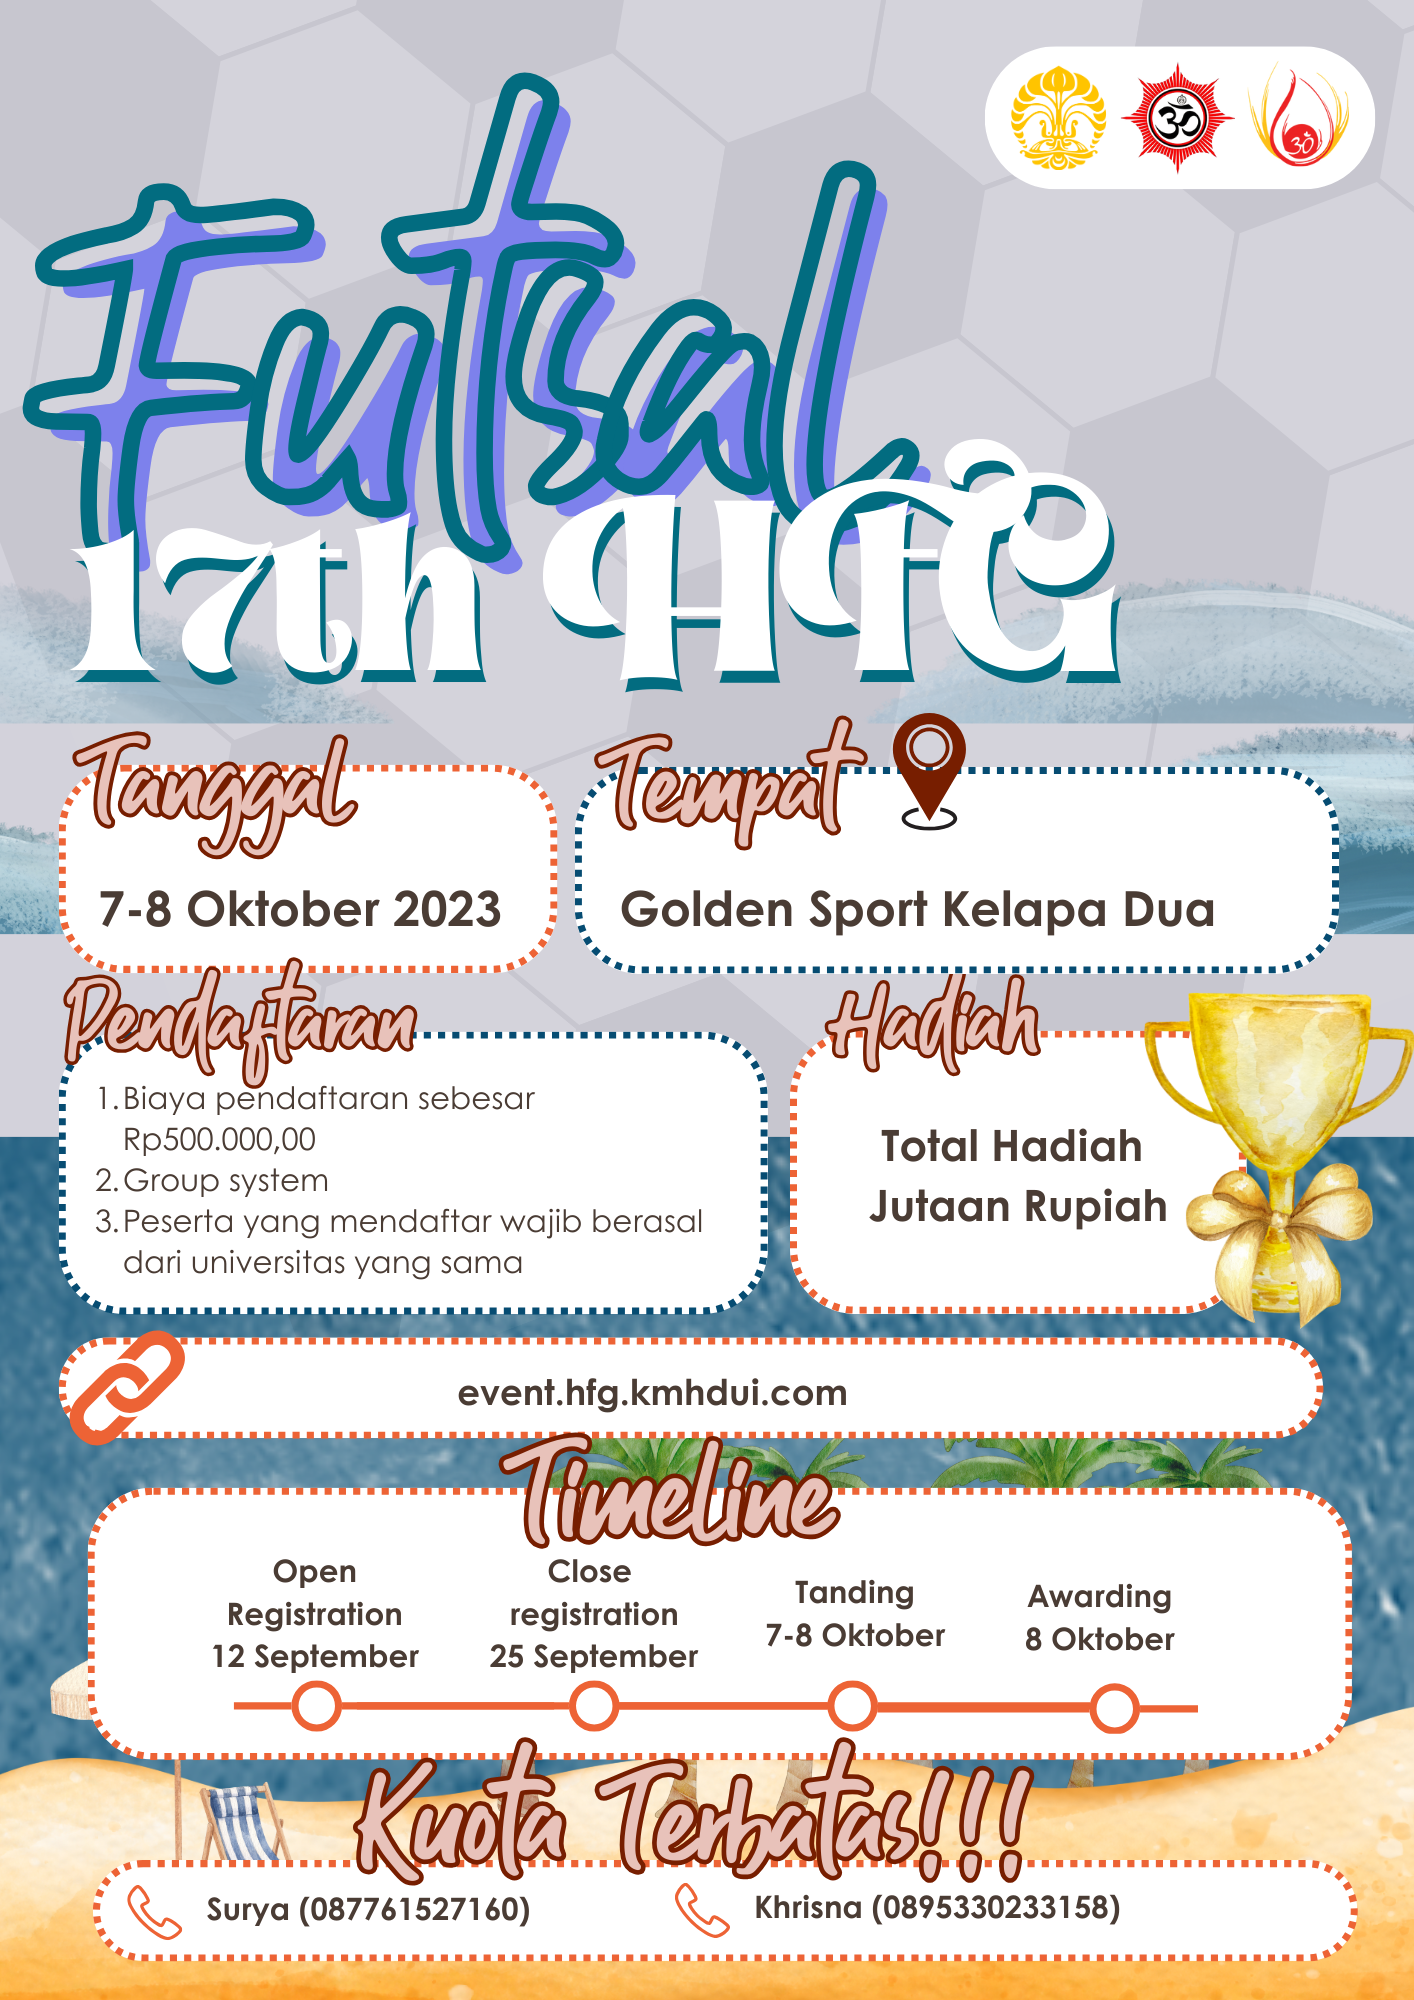 Futsal
17th HFG
Tanggal
7-8 Oktober 2023
Tempat
Golden Sport Kelapa Dua
Pendaftaran
1. Biaya pendaftaran sebesar
Rp500.000,00
2. Group system
3. Peserta yang mendaftar wajib berasal
dari universitas yang sama
Hadiah
Total Hadiah
Jutaan Rupiah
event.hfg.kmhdui.com
Timeline
Open
Registration
12 September
Close
registration
25 September
Tanding
7-8 Oktober
Awarding
8 Oktober
Kuota Terbatas!!!
Surya (087761527160)
Khrisna (0895330233158)